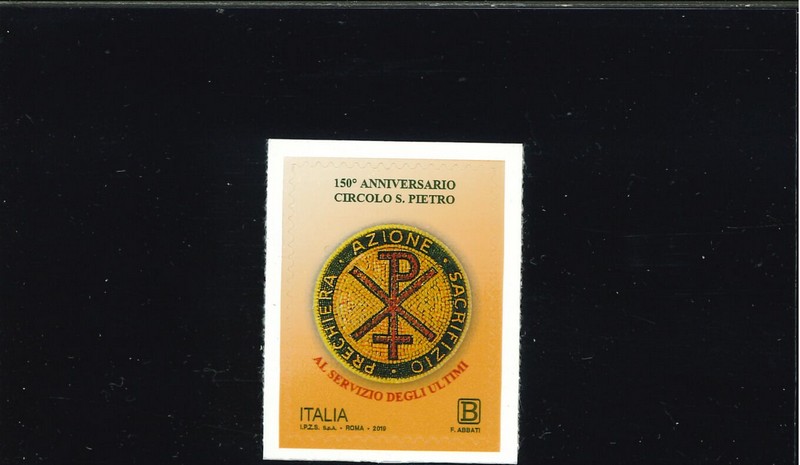 150° ANNIVERSARIO
CIRCOLO S. PIETRO
PREGHIERA · AZIONE · SACRIFIZIO ·
AL SERVIZIO DEGLI ULTIMI
ITALIA
B
I.P.Z.S. S.p.A. - ROMA - 2019
F. ABBATI